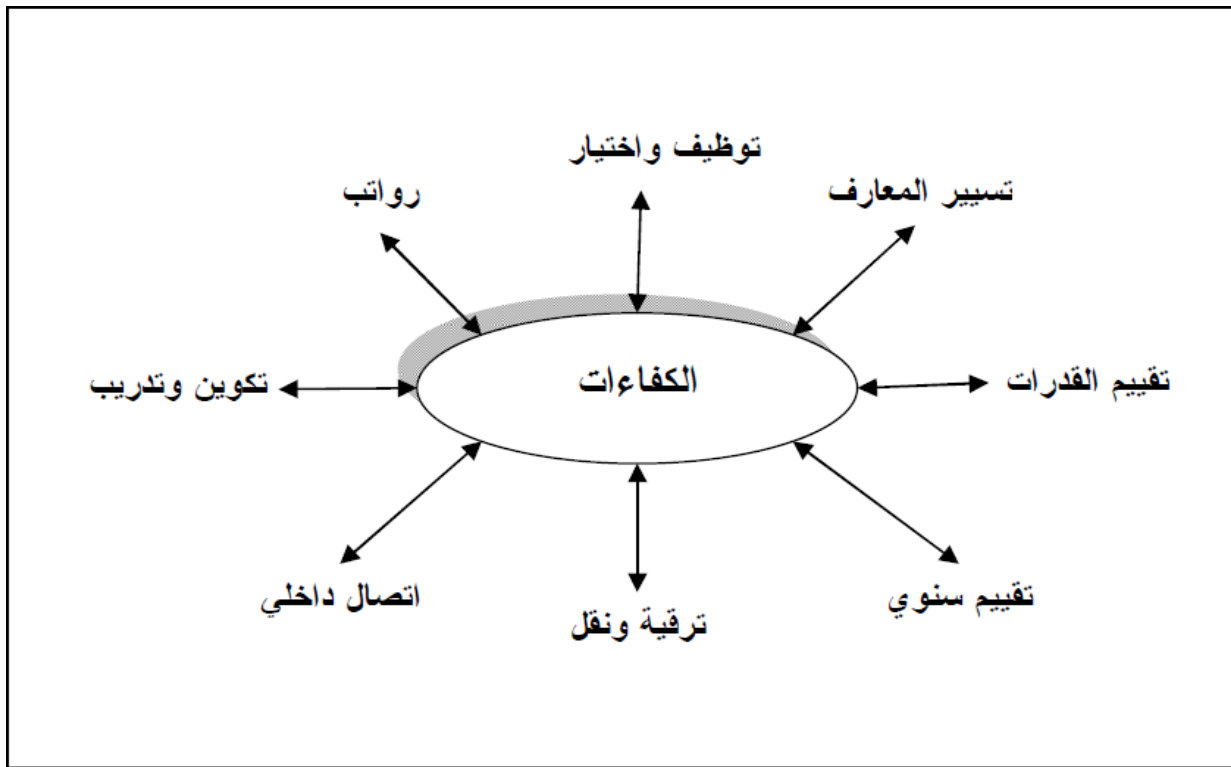 توظيف واختيار
تسيير المعارف
رواتب
الكفاءات
تقييم القدرات
تكوين وتدريب
تقييم سنوي
اتصال داخلي
ترقية ونقل